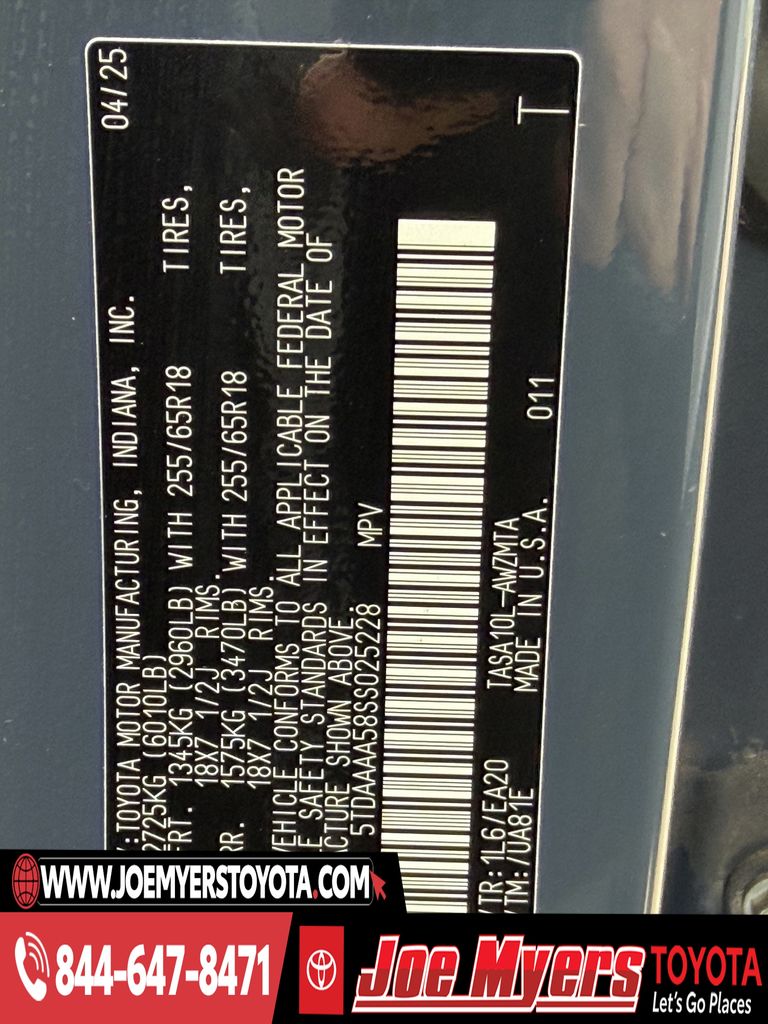 :TOYOTA MOTOR MANUFACTURING, INDIANA, INC. 04/25
2725KG (6010LB)
FRT. 1345KG (2960LB) WITH 255/65R18 TIRES,
18X7 1/2J RIMS.
RR. 1575KG (3470LB) WITH 255/65R18 TIRES,
18X7 1/2J RIMS.
VEHICLE CONFORMS TO ALL APPLICABLE FEDERAL MOTOR
E SAFETY STANDARDS IN EFFECT ON THE DATE OF
CTURE SHOWN ABOVE.
5TDAAAA58SS025228 MPV
/TR:1L6/EA20 TASA10L-AWZMTA
/TM:/UA81E MADE IN U.S.A. 011 T
WWW.JOEMYERSTOYOTA.COM
844-647-8471
Joe Myers TOYOTA
Let's Go Places